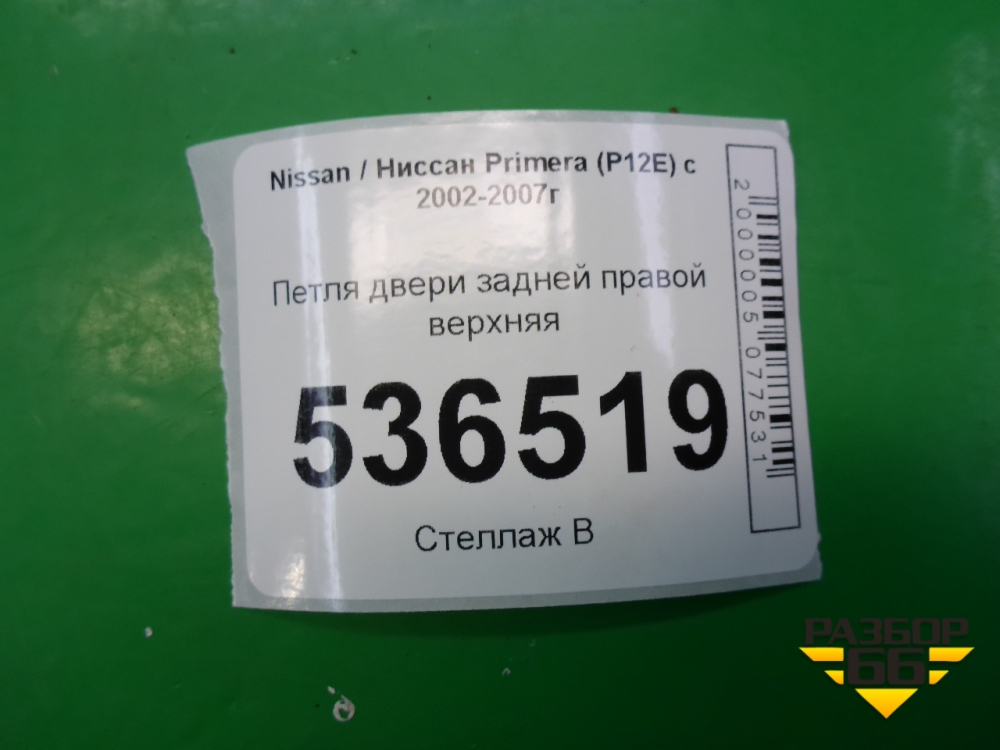 Nissan / Ниссан Primera (P12E) с
2002-2007г
Петля двери задней правой
верхняя
536519
Стеллаж В
2000005077531
РАЗБОР
66